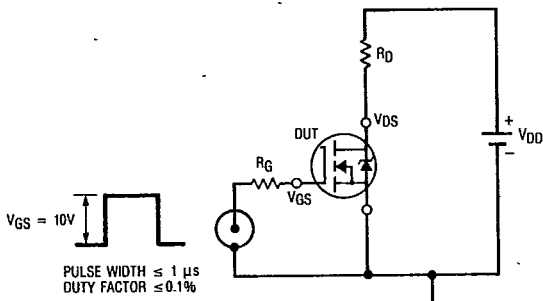 RD
VDS
DUT
+
VDD
−
RG
VGS
VGS = 10V
PULSE WIDTH ≤ 1 µs
DUTY FACTOR ≤ 0.1%